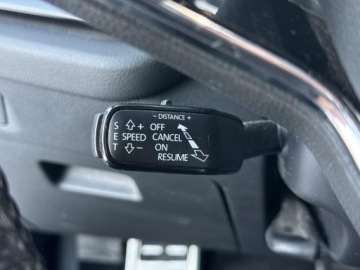 − DISTANCE +
S ⇧+ OFF
E SPEED CANCEL
T ⇩− ON
RESUME